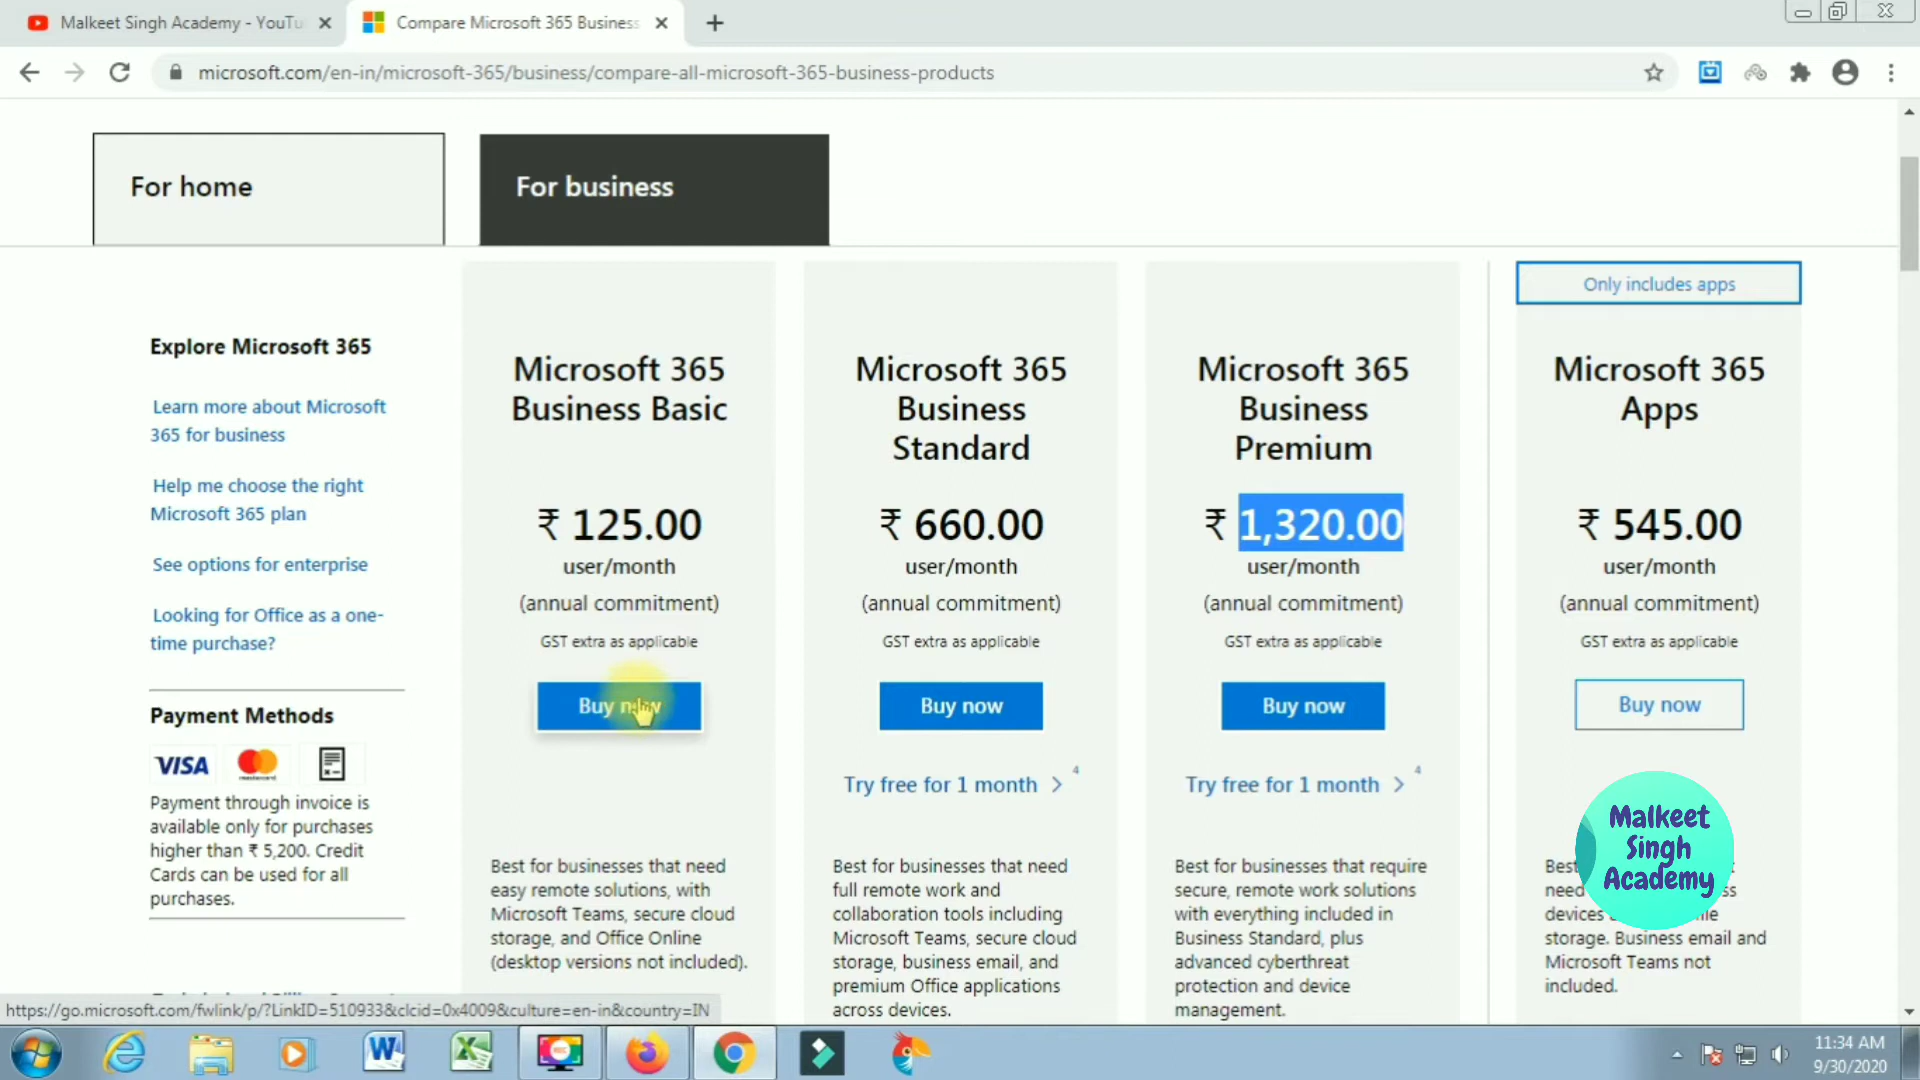 Malkeet Singh Academy - YouTu
Compare Microsoft 365 Business
microsoft.com/en-in/microsoft-365/business/compare-all-microsoft-365-business-products
For home
For business
Only includes apps
Explore Microsoft 365
Learn more about Microsoft
365 for business
Help me choose the right
Microsoft 365 plan
See options for enterprise
Looking for Office as a one-
time purchase?
Payment Methods
VISA
mastercard
Payment through invoice is
available only for purchases
higher than ₹ 5,200. Credit
Cards can be used for all
purchases.
Microsoft 365
Business Basic
₹ 125.00
user/month
(annual commitment)
GST extra as applicable
Buy now
Best for businesses that need
easy remote solutions, with
Microsoft Teams, secure cloud
storage, and Office Online
(desktop versions not included).
Microsoft 365
Business
Standard
₹ 660.00
user/month
(annual commitment)
GST extra as applicable
Buy now
Try free for 1 month > 4
Best for businesses that need
full remote work and
collaboration tools including
Microsoft Teams, secure cloud
storage, business email, and
premium Office applications
across devices.
Microsoft 365
Business
Premium
₹ 1,320.00
user/month
(annual commitment)
GST extra as applicable
Buy now
Try free for 1 month > 4
Best for businesses that require
secure, remote work solutions
with everything included in
Business Standard, plus
advanced cyberthreat
protection and device
management.
Microsoft 365
Apps
₹ 545.00
user/month
(annual commitment)
GST extra as applicable
Buy now
Malkeet
Singh
Academy
Best
need
devices
storage. Business email and
Microsoft Teams not
included.
https://go.microsoft.com/fwlink/p/?LinkID=510933&clcid=0x4009&culture=en-in&country=IN
11:34 AM
9/30/2020